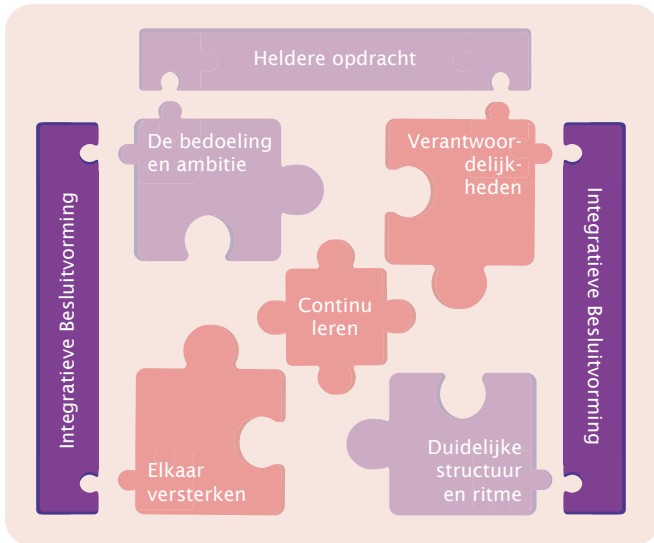 Heldere opdracht
De bedoeling
en ambitie
Verantwoor-
delijk-
heden
Integratieve Besluitvorming
Continu
leren
Integratieve Besluitvorming
Elkaar
versterken
Duidelijke
structuur
en ritme